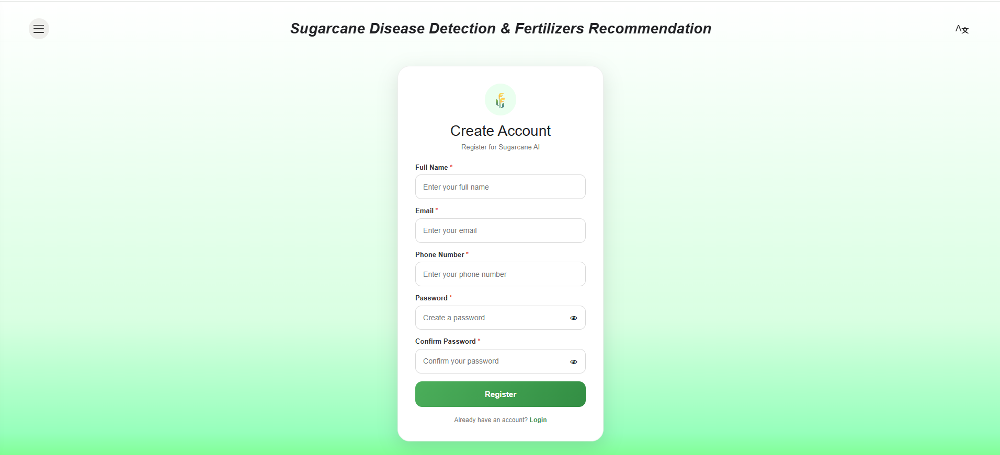 Sugarcane Disease Detection & Fertilizers Recommendation
A文
Create Account
Register for Sugarcane AI
Full Name *
Enter your full name
Email *
Enter your email
Phone Number *
Enter your phone number
Password *
Create a password
Confirm Password *
Confirm your password
Register
Already have an account? Login